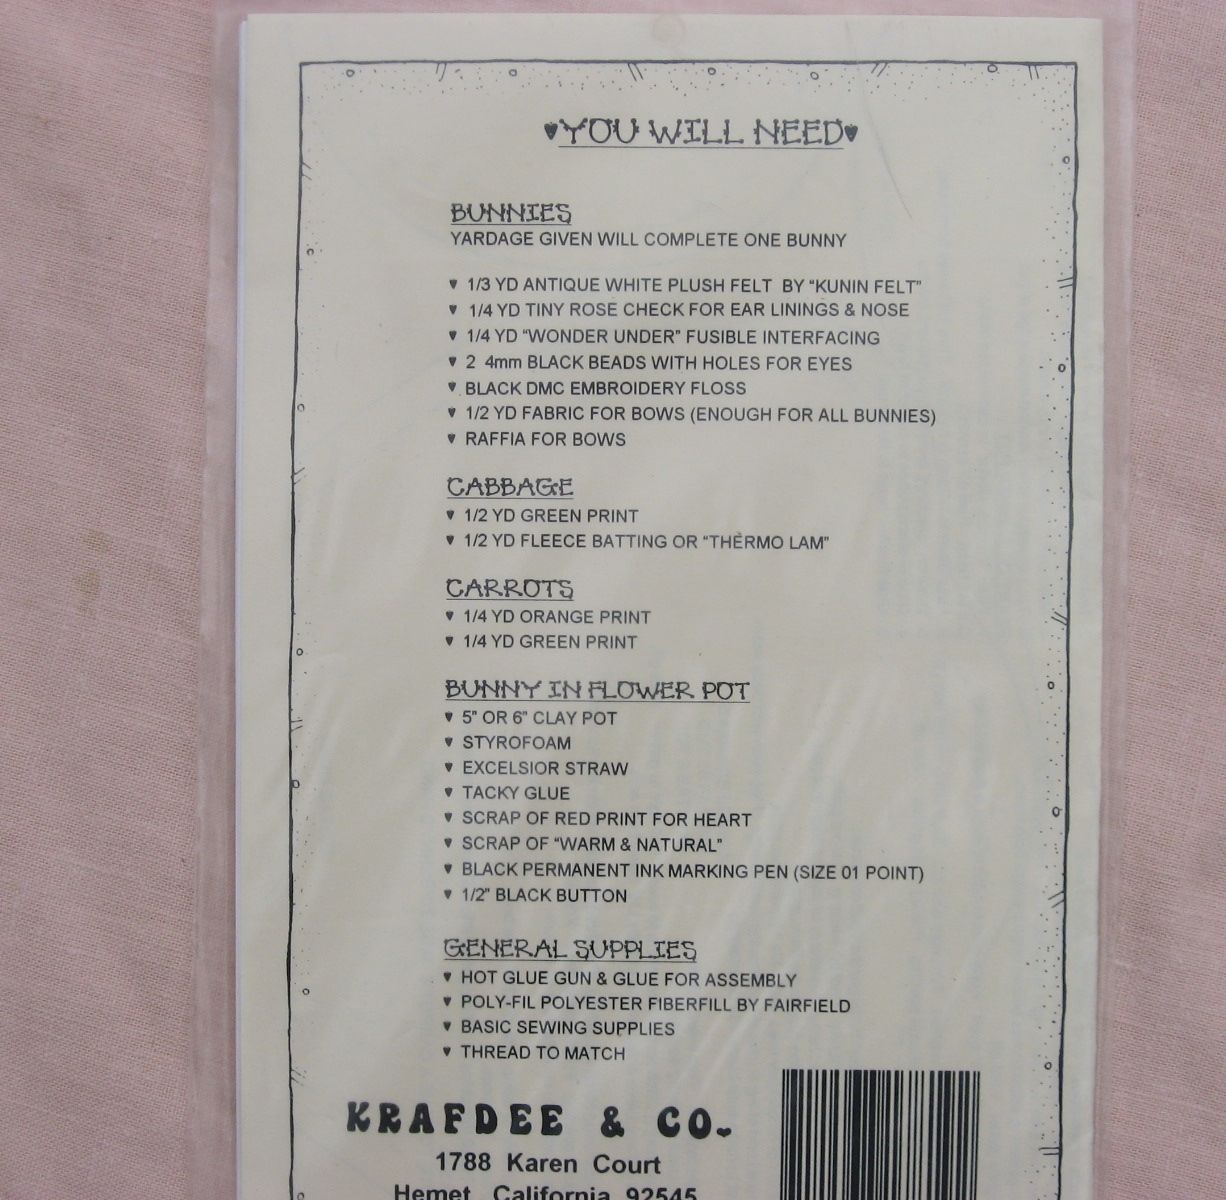 YOU WILL NEED
BUNNIES
YARDAGE GIVEN WILL COMPLETE ONE BUNNY
1/3 YD ANTIQUE WHITE PLUSH FELT BY “KUNIN FELT”
1/4 YD TINY ROSE CHECK FOR EAR LININGS & NOSE
1/4 YD “WONDER UNDER” FUSIBLE INTERFACING
2 4mm BLACK BEADS WITH HOLES FOR EYES
BLACK DMC EMBROIDERY FLOSS
1/2 YD FABRIC FOR BOWS (ENOUGH FOR ALL BUNNIES)
RAFFIA FOR BOWS
CABBAGE
1/2 YD GREEN PRINT
1/2 YD FLEECE BATTING OR “THERMO LAM”
CARROTS
1/4 YD ORANGE PRINT
1/4 YD GREEN PRINT
BUNNY IN FLOWER POT
5” OR 6” CLAY POT
STYROFOAM
EXCELSIOR STRAW
TACKY GLUE
SCRAP OF RED PRINT FOR HEART
SCRAP OF “WARM & NATURAL”
BLACK PERMANENT INK MARKING PEN (SIZE 01 POINT)
1/2” BLACK BUTTON
GENERAL SUPPLIES
HOT GLUE GUN & GLUE FOR ASSEMBLY
POLY-FIL POLYESTER FIBERFILL BY FAIRFIELD
BASIC SEWING SUPPLIES
THREAD TO MATCH
KRAFDEE & CO.
1788 Karen Court
Hemet, California 92545